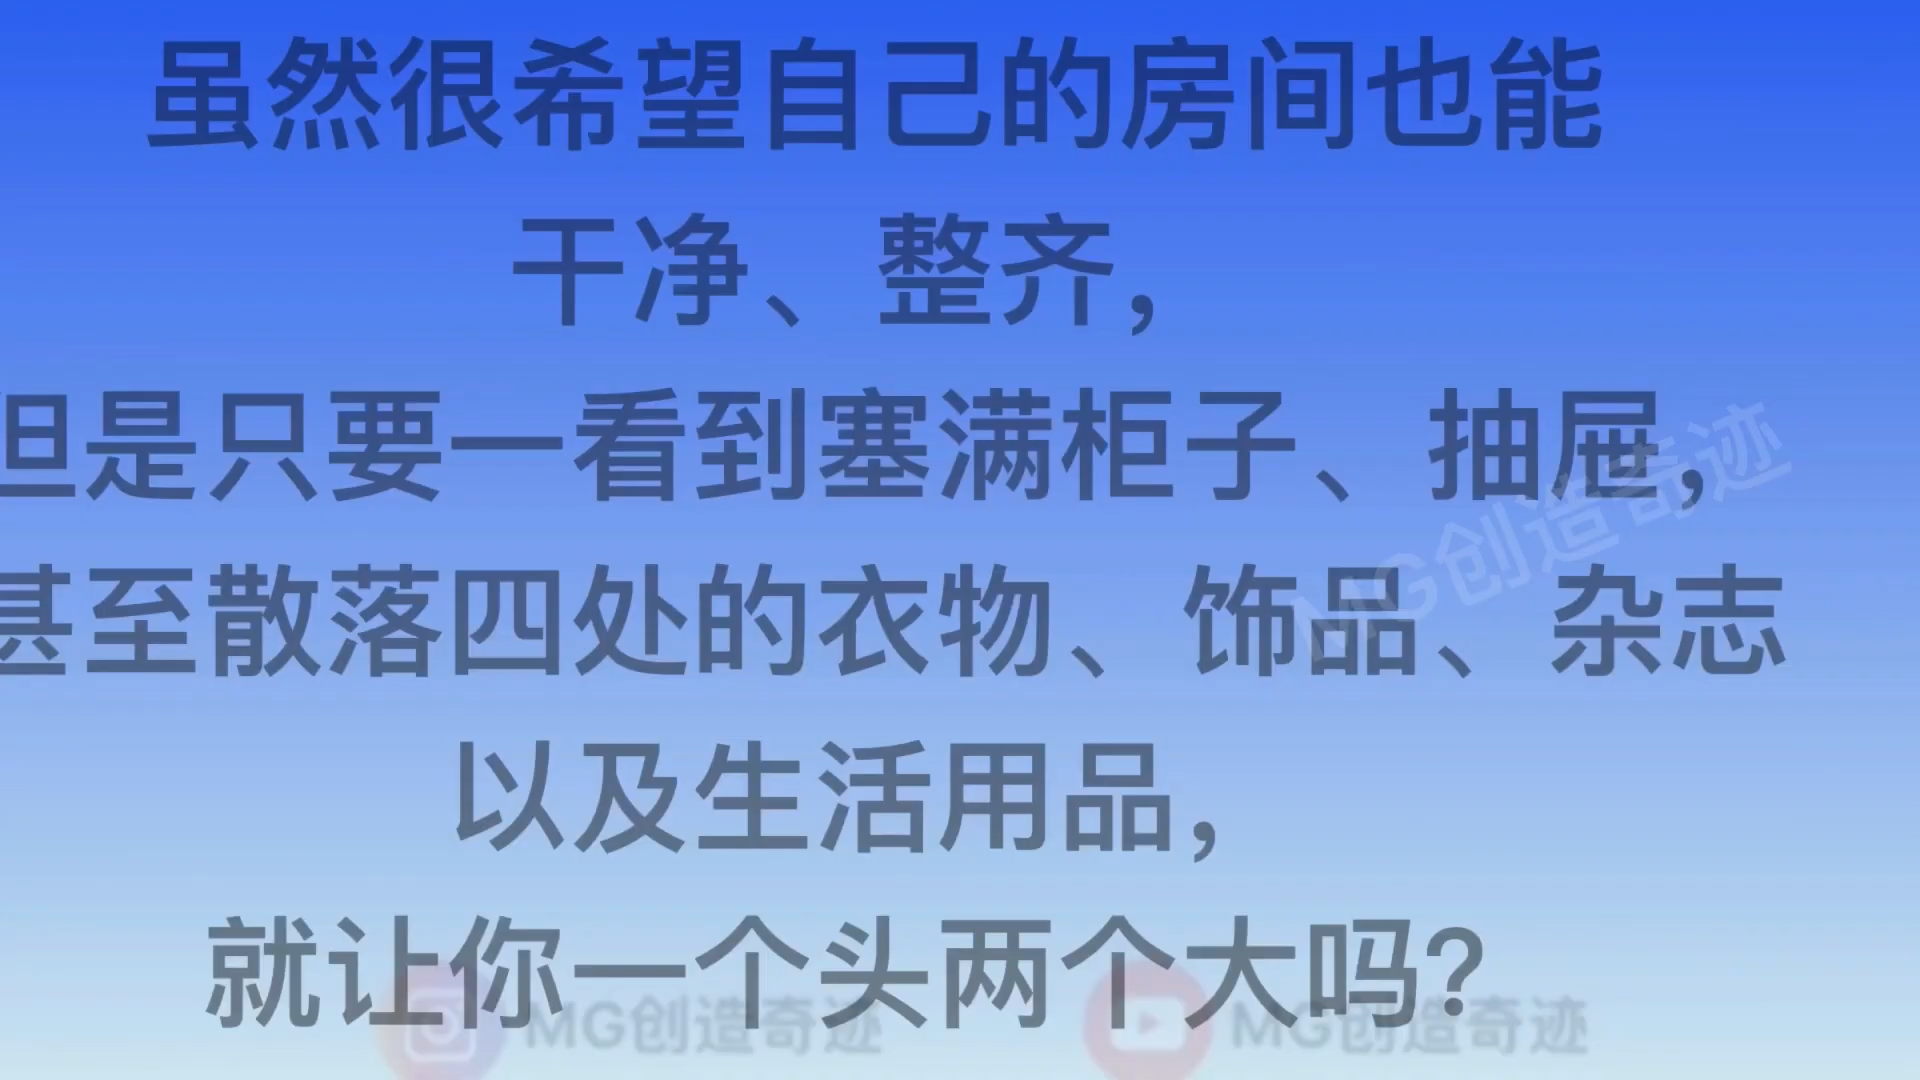 虽然很希望自己的房间也能
干净、整齐，
但是只要一看到塞满柜子、抽屉，
甚至散落四处的衣物、饰品、杂志
以及生活用品，
就让你一个头两个大吗？
MG创造奇迹
MG创造奇迹
MG创造奇迹